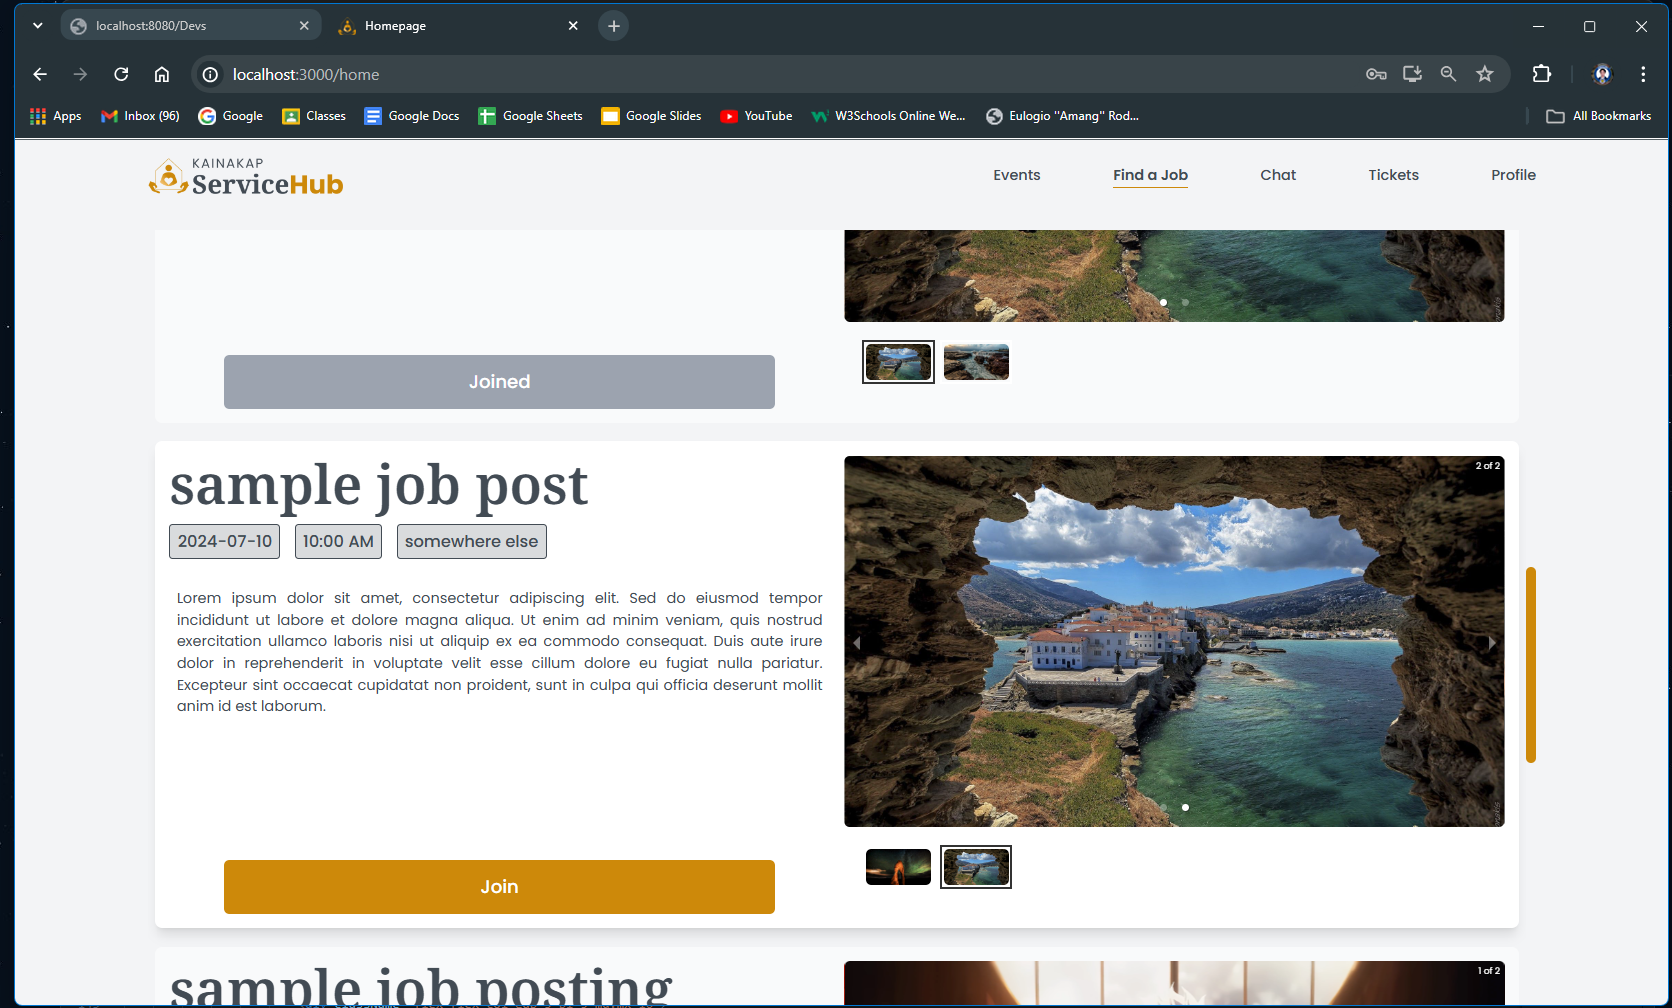 localhost:8080/Devs
Homepage
localhost:3000/home
Apps
Inbox (96)
Google
Classes
Google Docs
Google Sheets
Google Slides
YouTube
W3Schools Online We...
Eulogio "Amang" Rod...
All Bookmarks
KAINAKAP
ServiceHub
Events
Find a Job
Chat
Tickets
Profile
Joined
sample job post
2024-07-10
10:00 AM
somewhere else
Lorem ipsum dolor sit amet, consectetur adipiscing elit. Sed do eiusmod tempor
incididunt ut labore et dolore magna aliqua. Ut enim ad minim veniam, quis nostrud
exercitation ullamco laboris nisi ut aliquip ex ea commodo consequat. Duis aute irure
dolor in reprehenderit in voluptate velit esse cillum dolore eu fugiat nulla pariatur.
Excepteur sint occaecat cupidatat non proident, sunt in culpa qui officia deserunt mollit
anim id est laborum.
2 of 2
Join
sample job posting
1 of 2